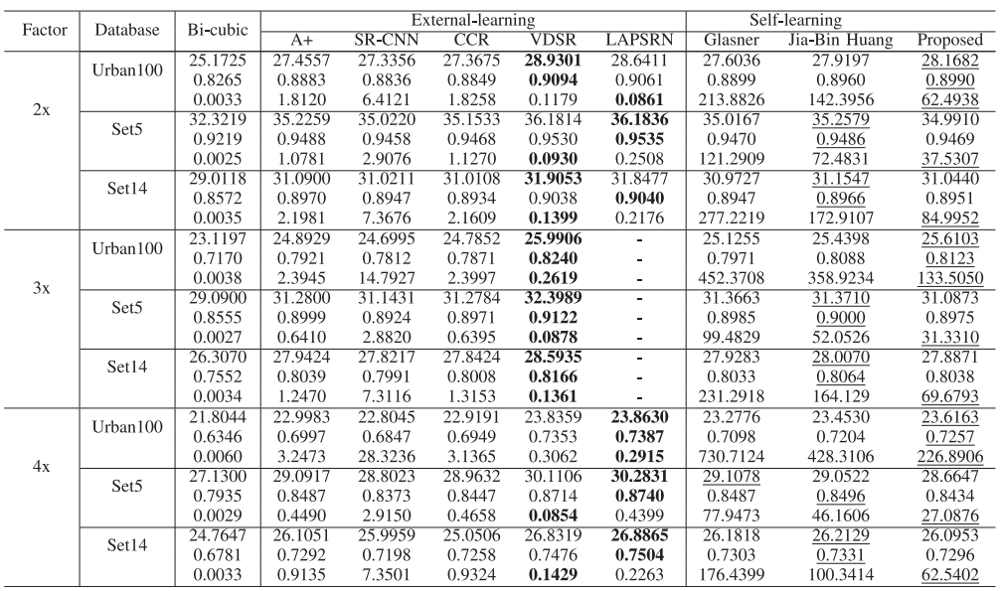 Factor Database Bi-cubic External-learning Self-learning
A+ SR-CNN CCR VDSR LAPSRN Glasner Jia-Bin Huang Proposed
2x Urban100 25.1725 27.4557 27.3356 27.3675 28.9301 28.6411 27.6036 27.9197 28.1682
0.8265 0.8883 0.8836 0.8849 0.9094 0.9061 0.8899 0.8960 0.8990
0.0033 1.8120 6.4121 1.8258 0.1179 0.0861 213.8826 142.3956 62.4938
Set5 32.3219 35.2259 35.0220 35.1533 36.1814 36.1836 35.0167 35.2579 34.9910
0.9219 0.9488 0.9458 0.9468 0.9530 0.9535 0.9470 0.9486 0.9469
0.0025 1.0781 2.9076 1.1270 0.0930 0.2508 121.2909 72.4831 37.5307
Set14 29.0118 31.0900 31.0211 31.0108 31.9053 31.8477 30.9727 31.1547 31.0440
0.8572 0.8970 0.8947 0.8934 0.9038 0.9040 0.8947 0.8966 0.8951
0.0035 2.1981 7.3676 2.1609 0.1399 0.2176 277.2219 172.9107 84.9952
3x Urban100 23.1197 24.8929 24.6995 24.7852 25.9906 - 25.1255 25.4398 25.6103
0.7170 0.7921 0.7812 0.7871 0.8240 - 0.7971 0.8088 0.8123
0.0038 2.3945 14.7927 2.3997 0.2619 - 452.3708 358.9234 133.5050
Set5 29.0900 31.2800 31.1431 31.2784 32.3989 - 31.3663 31.3710 31.0873
0.8555 0.8999 0.8924 0.8971 0.9122 - 0.8985 0.9000 0.8975
0.0027 0.6410 2.8820 0.6395 0.0878 - 99.4829 52.0526 31.3310
Set14 26.3070 27.9424 27.8217 27.8424 28.5935 - 27.9283 28.0070 27.8871
0.7552 0.8039 0.7991 0.8008 0.8166 - 0.8033 0.8064 0.8038
0.0034 1.2470 7.3116 1.3153 0.1361 - 231.2918 164.129 69.6793
4x Urban100 21.8044 22.9983 22.8045 22.9191 23.8359 23.8630 23.2776 23.4530 23.6163
0.6346 0.6997 0.6847 0.6949 0.7353 0.7387 0.7098 0.7204 0.7257
0.0060 3.2473 28.3236 3.1365 0.3062 0.2915 730.7124 428.3106 226.8906
Set5 27.1300 29.0917 28.8023 28.9632 30.1106 30.2831 29.1078 29.0522 28.6647
0.7935 0.8487 0.8373 0.8447 0.8714 0.8740 0.8487 0.8496 0.8434
0.0029 0.4490 2.9150 0.4658 0.0854 0.4399 77.9473 46.1606 27.0876
Set14 24.7647 26.1051 25.9959 25.0506 26.8319 26.8865 26.1818 26.2129 26.0953
0.6781 0.7292 0.7198 0.7258 0.7476 0.7504 0.7303 0.7331 0.7296
0.0033 0.9135 7.3501 0.9324 0.1429 0.2263 176.4399 100.3414 62.5402